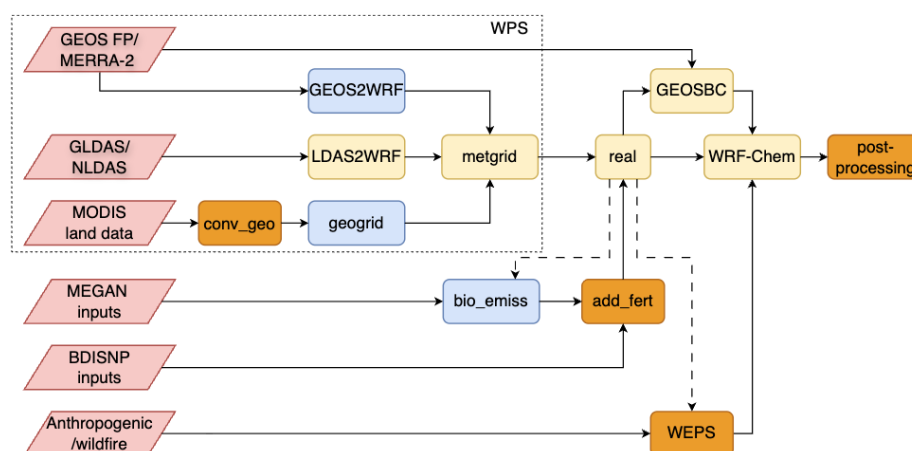 WPS
GEOS FP/
MERRA-2
GEOS2WRF
GEOSBC
GLDAS/
NLDAS
LDAS2WRF
metgrid
real
WRF-Chem
post-
processing
MODIS
land data
conv_geo
geogrid
MEGAN
inputs
bio_emiss
add_fert
BDISNP
inputs
Anthropogenic
/wildfire
WEPS